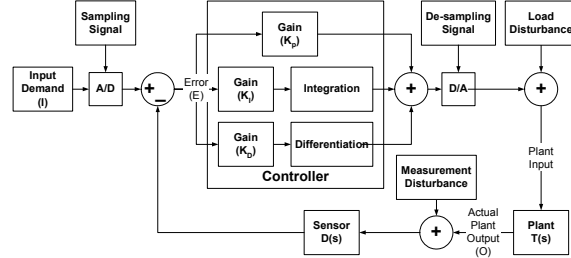 Sampling
Signal
Gain
(Kp)
De-sampling
Signal
Load
Disturbance
Input
Demand
(I)
A/D
+
–
Error
(E)
Gain
(KI)
Integration
+
D/A
+
Gain
(KD)
Differentiation
Controller
Plant
Input
Measurement
Disturbance
Sensor
D(s)
+
Actual
Plant
Output
(O)
Plant
T(s)